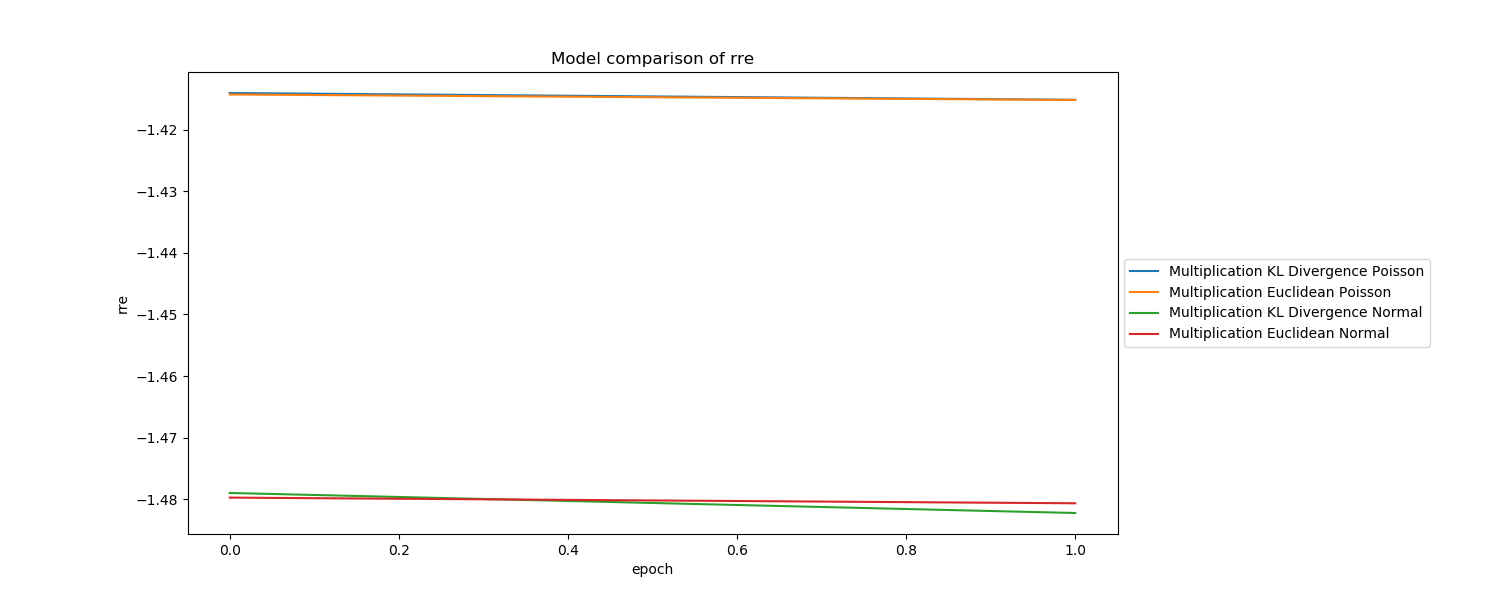 Model comparison of rre
rre
−1.42
−1.43
−1.44
−1.45
−1.46
−1.47
−1.48
0.0
0.2
0.4
0.6
0.8
1.0
epoch
Multiplication KL Divergence Poisson
Multiplication Euclidean Poisson
Multiplication KL Divergence Normal
Multiplication Euclidean Normal